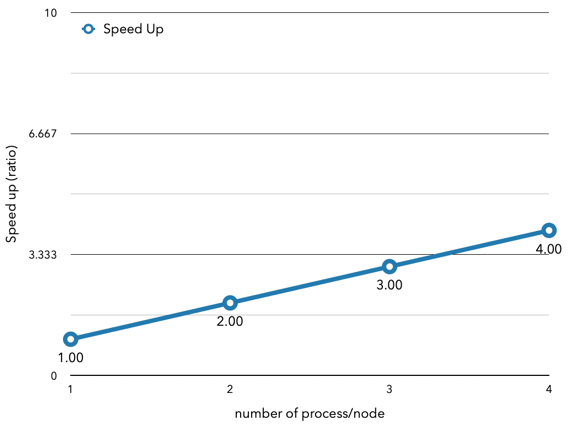 10
Speed Up
6.667
Speed up (ratio)
3.333
4.00
3.00
2.00
1.00
0
1 2 3 4
number of process/node